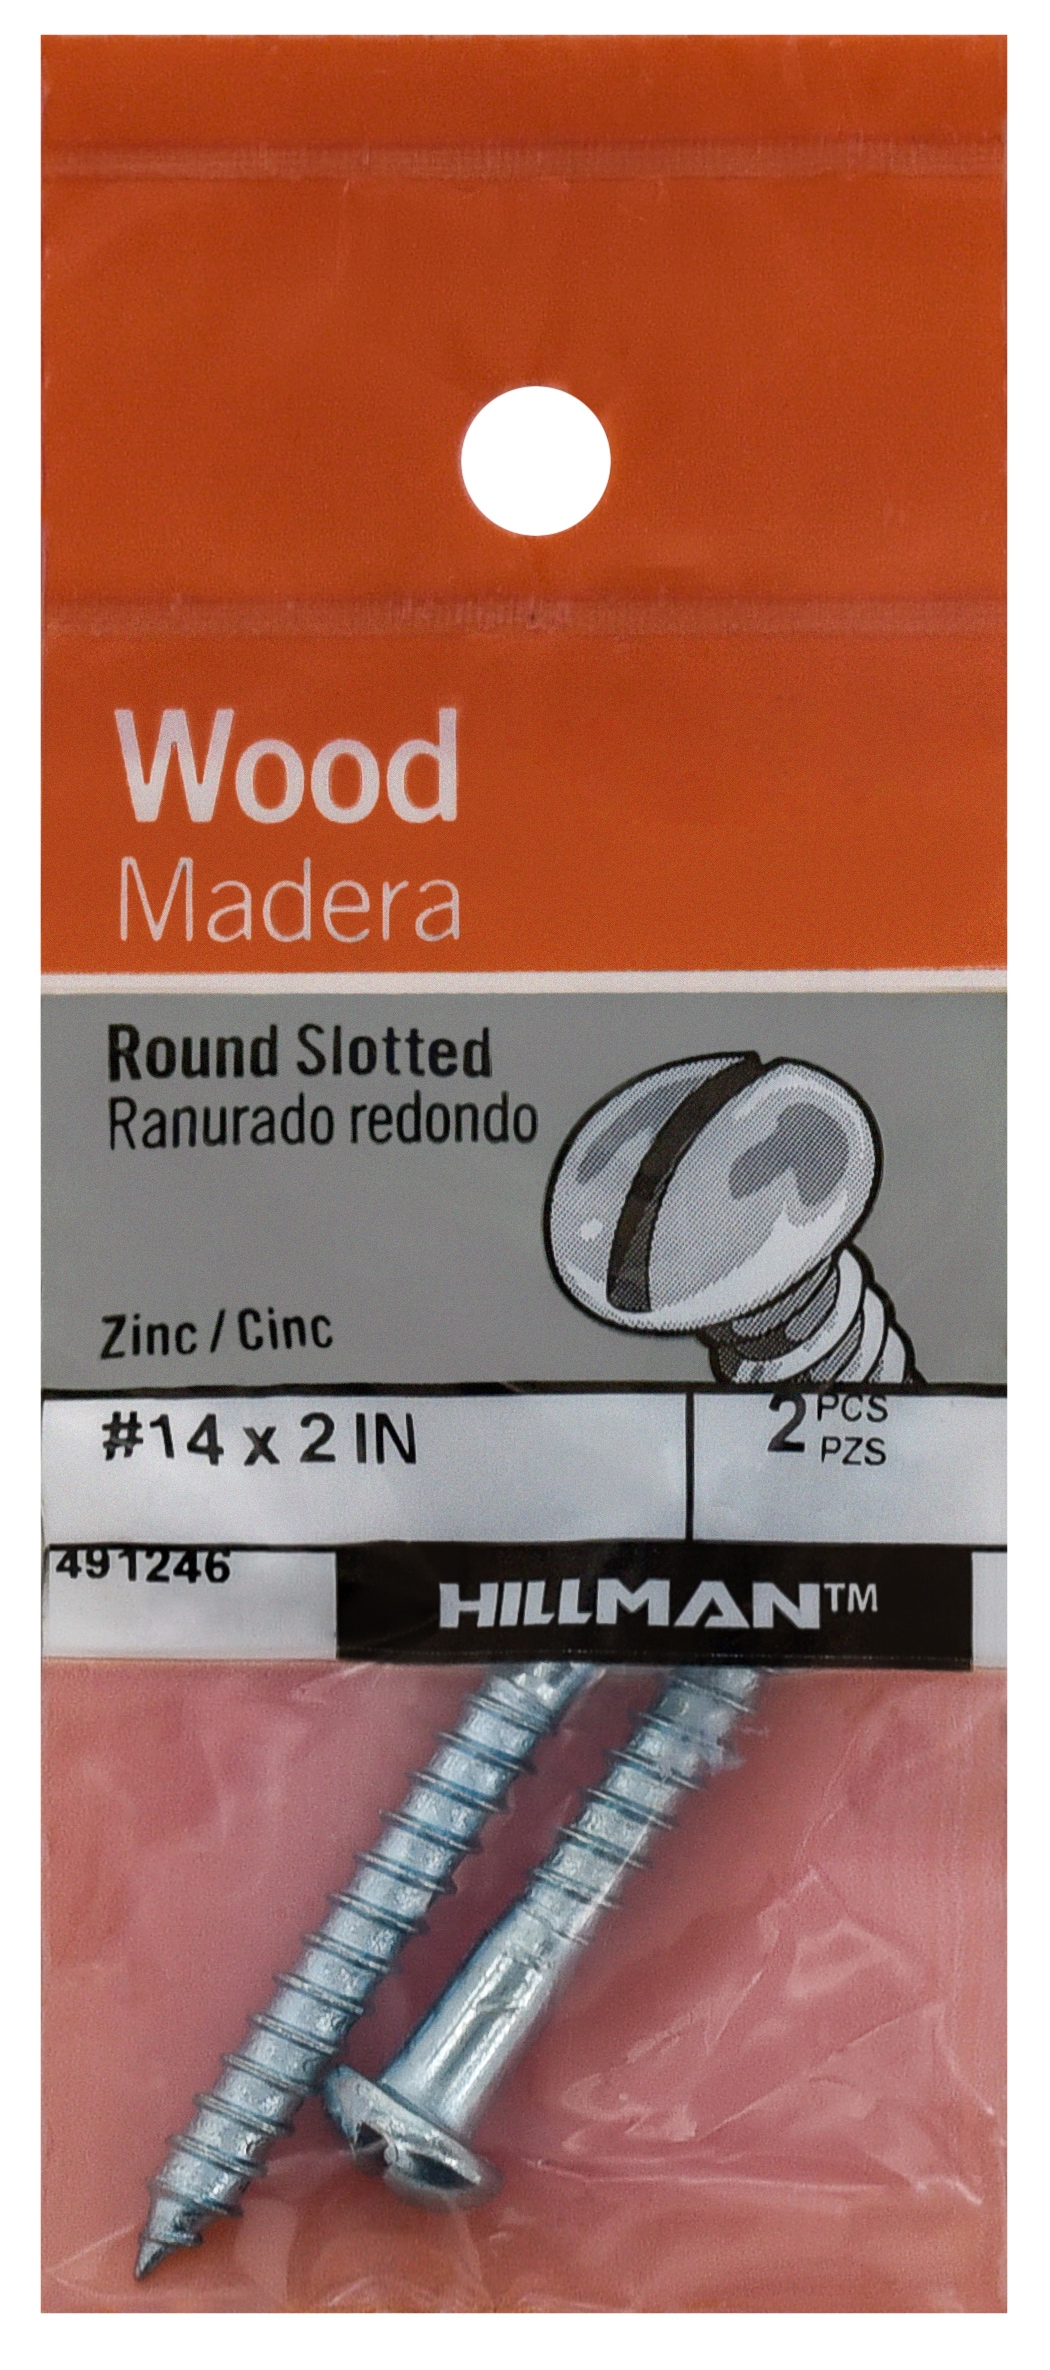 Wood
Madera
Round Slotted
Ranurado redondo
Zinc / Cinc
#14 x 2 IN
2 PCS
PZS
491246
HILLMAN™